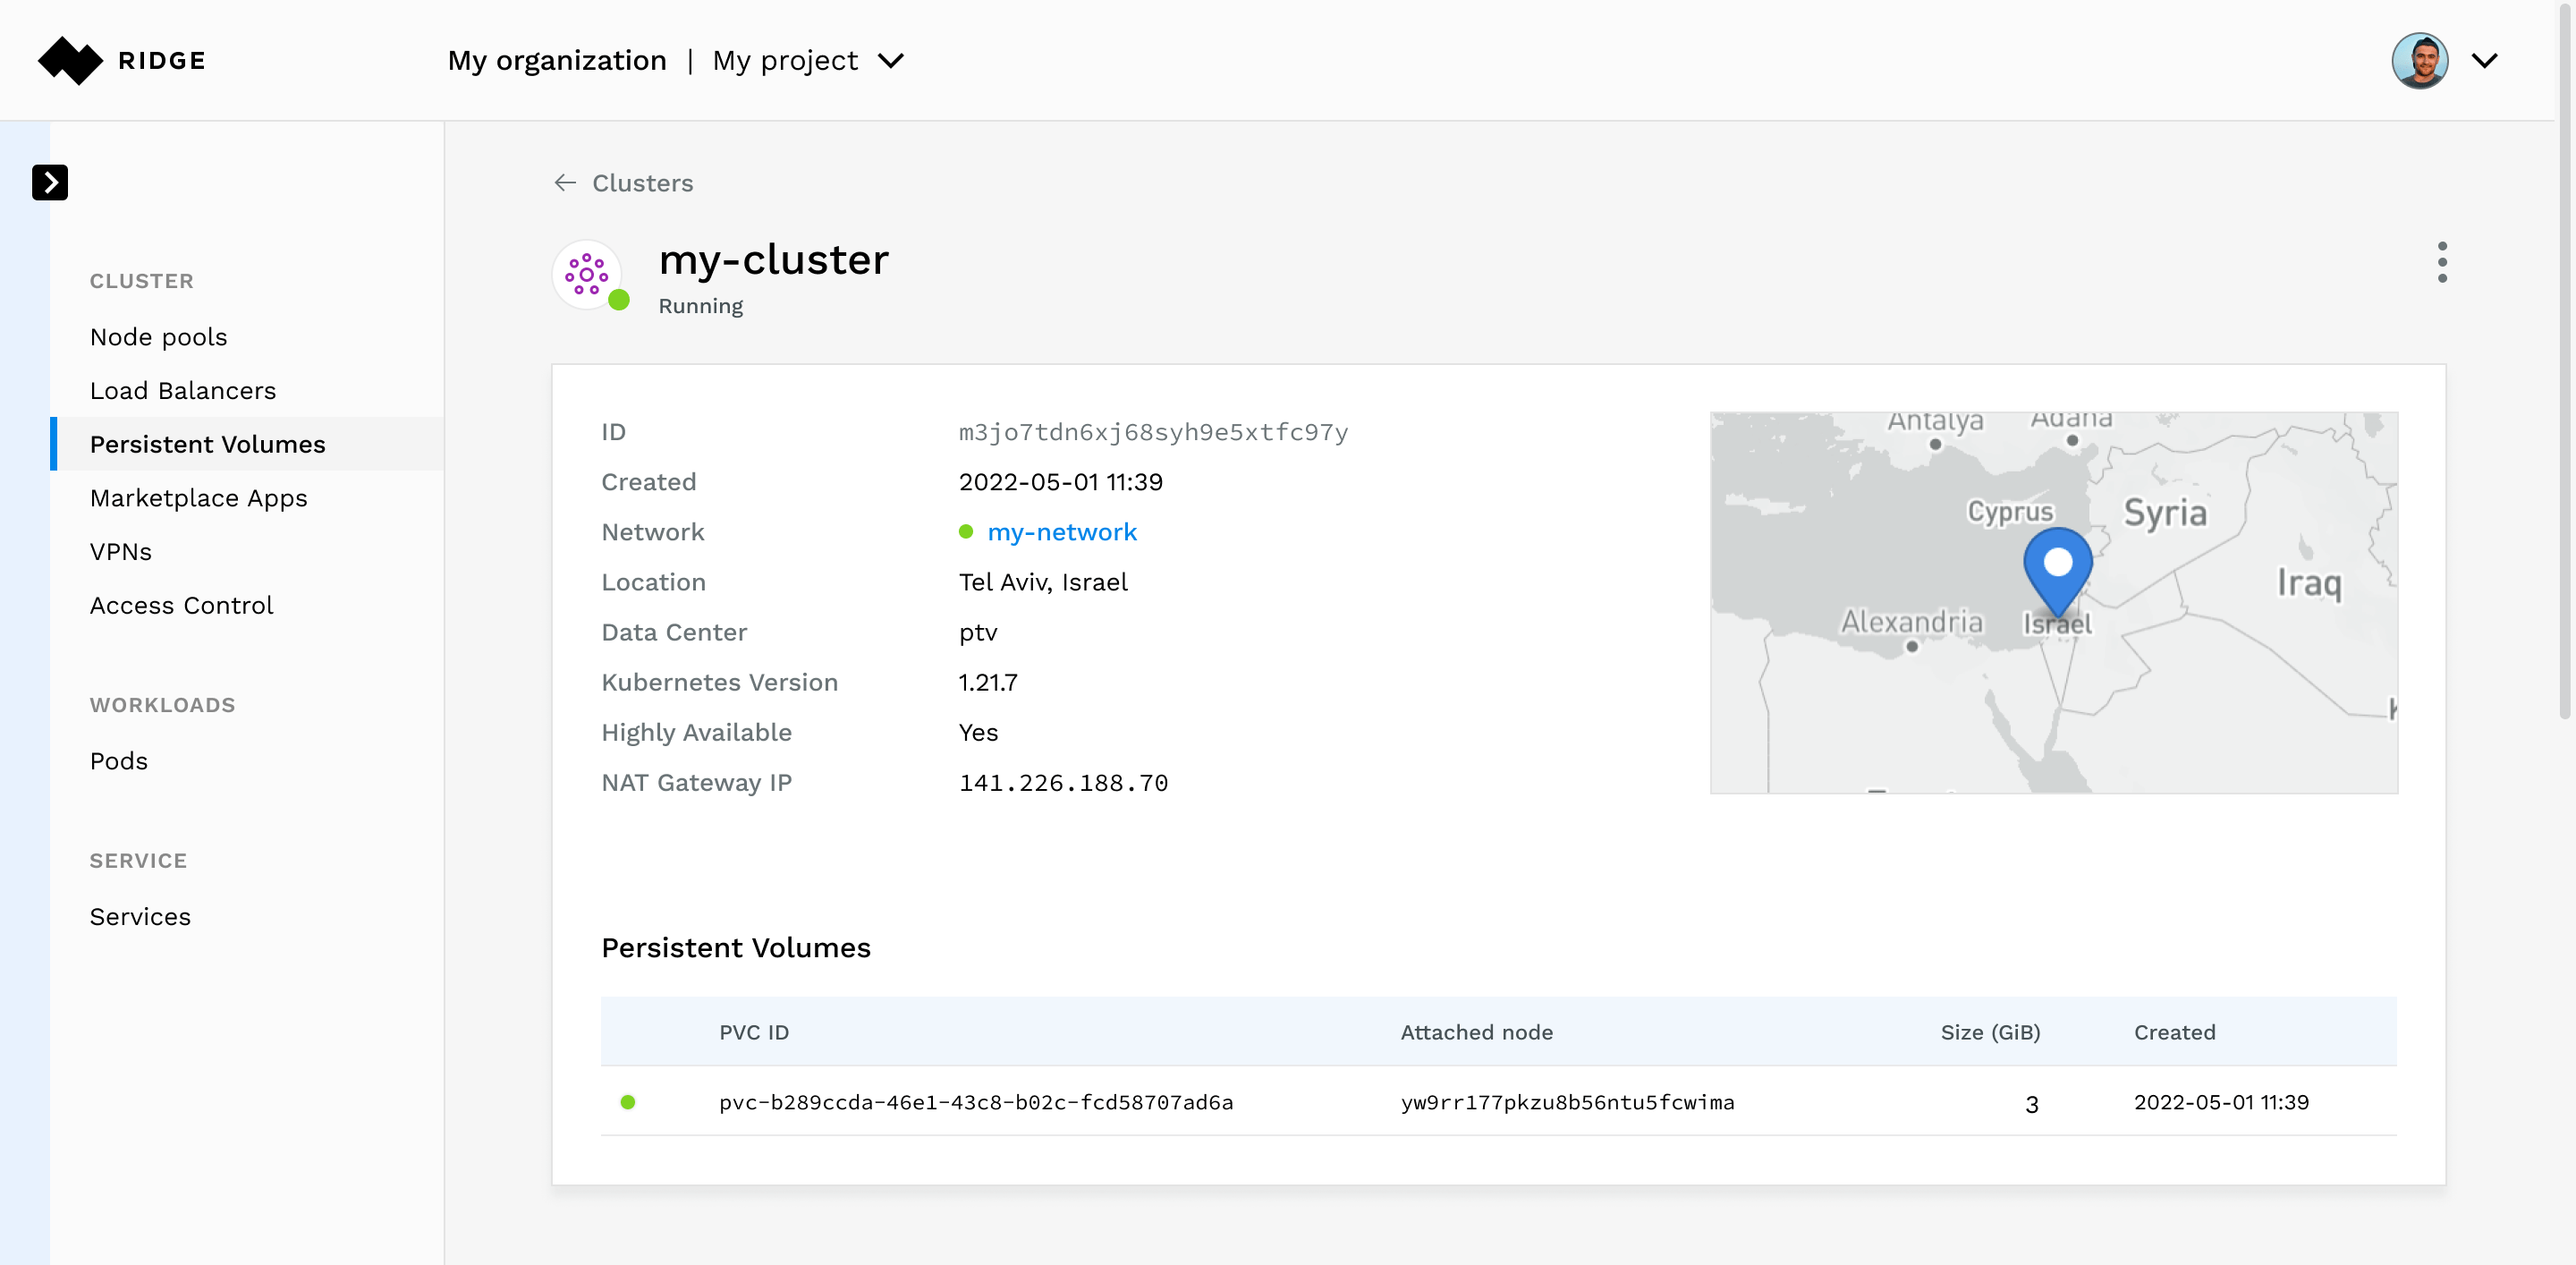 RIDGE
My organization | My project
Clusters
my-cluster
Running
CLUSTER
Node pools
Load Balancers
Persistent Volumes
Marketplace Apps
VPNs
Access Control
WORKLOADS
Pods
SERVICE
Services
ID m3jo7tdn6xj68syh9e5xtfc97y
Created 2022-05-01 11:39
Network my-network
Location Tel Aviv, Israel
Data Center ptv
Kubernetes Version 1.21.7
Highly Available Yes
NAT Gateway IP 141.226.188.70
Antalya Adana
Cyprus Syria
Iraq
Alexandria Israel
Persistent Volumes
PVC ID Attached node Size (GiB) Created
pvc-b289ccda-46e1-43c8-b02c-fcd58707ad6a yw9rr177pkzu8b56ntu5fcwima 3 2022-05-01 11:39